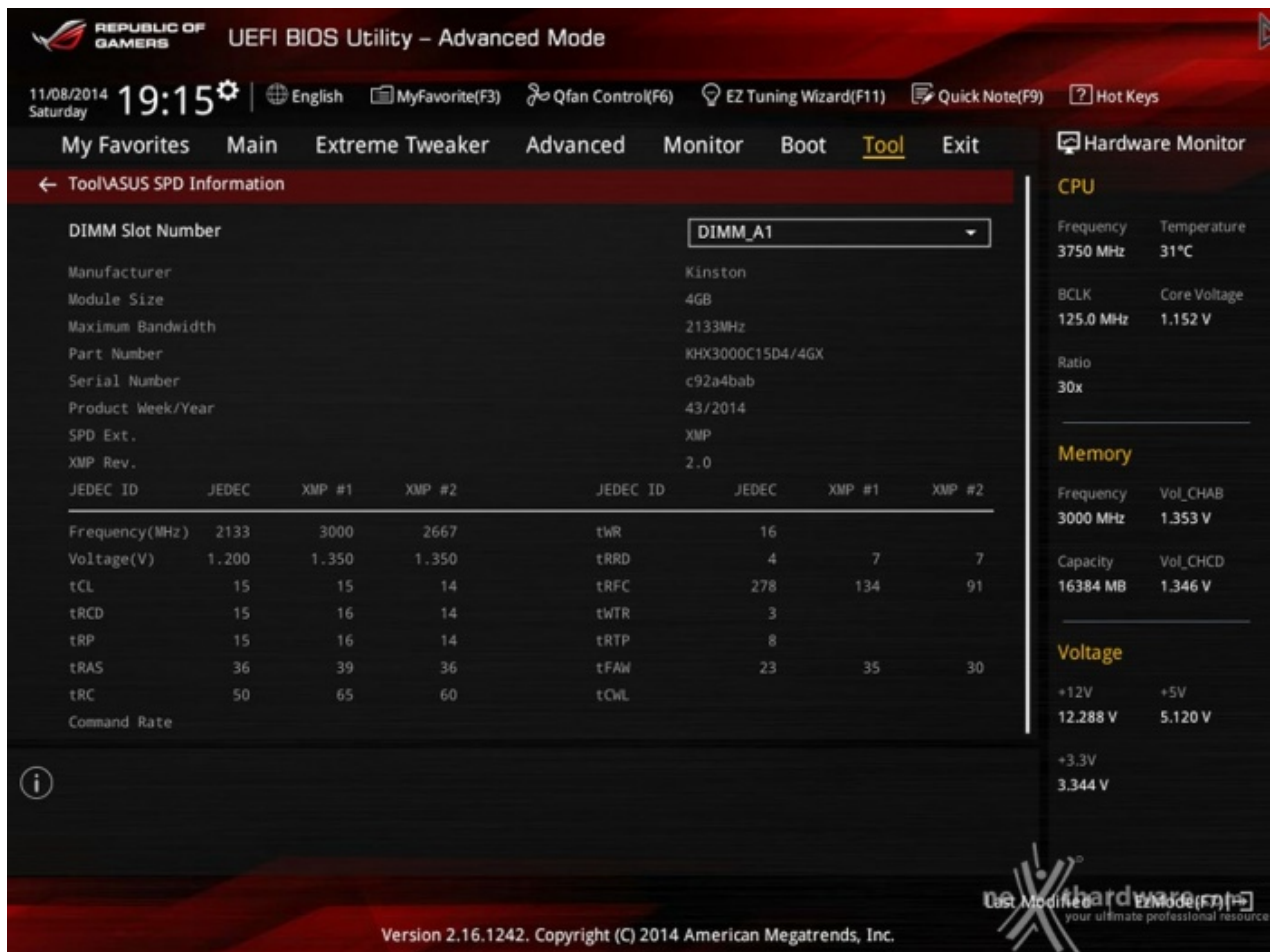 REPUBLIC OF
GAMERS
UEFI BIOS Utility – Advanced Mode
11/08/2014
Saturday
19:15
English
MyFavorite(F3)
Qfan Control(F6)
EZ Tuning Wizard(F11)
Quick Note(F9)
? Hot Keys
My Favorites Main Extreme Tweaker Advanced Monitor Boot Tool Exit
Tool\ASUS SPD Information
DIMM Slot Number DIMM_A1
Manufacturer Kinston
Module Size 4GB
Maximum Bandwidth 2133MHz
Part Number KHX3000C15D4/4GX
Serial Number c92a4bab
Product Week/Year 43/2014
SPD Ext. XMP
XMP Rev. 2.0
JEDEC ID JEDEC XMP #1 XMP #2 JEDEC ID JEDEC XMP #1 XMP #2
Frequency(MHz) 2133 3000 2667 tWR 16
Voltage(V) 1.200 1.350 1.350 tRRD 4 7 7
tCL 15 15 14 tRFC 278 134 91
tRCD 15 16 14 tWTR 3
tRP 15 16 14 tRTP 8
tRAS 36 39 36 tFAW 23 35 30
tRC 50 65 60 tCWL
Command Rate
Hardware Monitor
CPU
Frequency Temperature
3750 MHz 31°C
BCLK Core Voltage
125.0 MHz 1.152 V
Ratio
30x
Memory
Frequency Vol_CHAB
3000 MHz 1.353 V
Capacity Vol_CHCD
16384 MB 1.346 V
Voltage
+12V +5V
12.288 V 5.120 V
+3.3V
3.344 V
Last Modified EzMode(F7)
your ultimate professional resource
Version 2.16.1242. Copyright (C) 2014 American Megatrends, Inc.